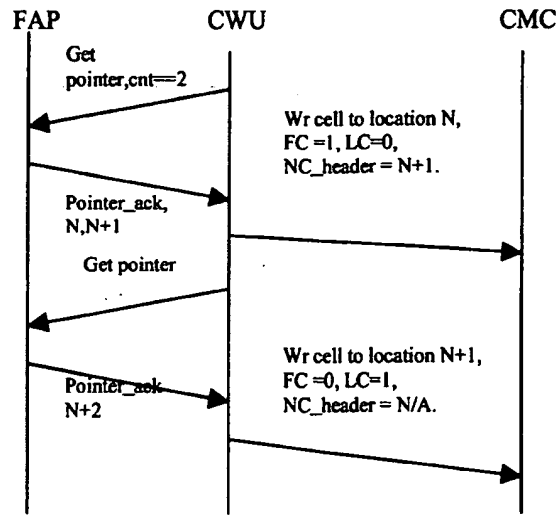 FAP CWU CMC
Get
pointer,cnt==2
Wr cell to location N,
FC =1, LC=0,
NC_header = N+1.
Pointer_ack,
N,N+1
Get pointer
Wr cell to location N+1,
FC=0, LC=1,
NC_header = N/A.
Pointer_ack
N+2